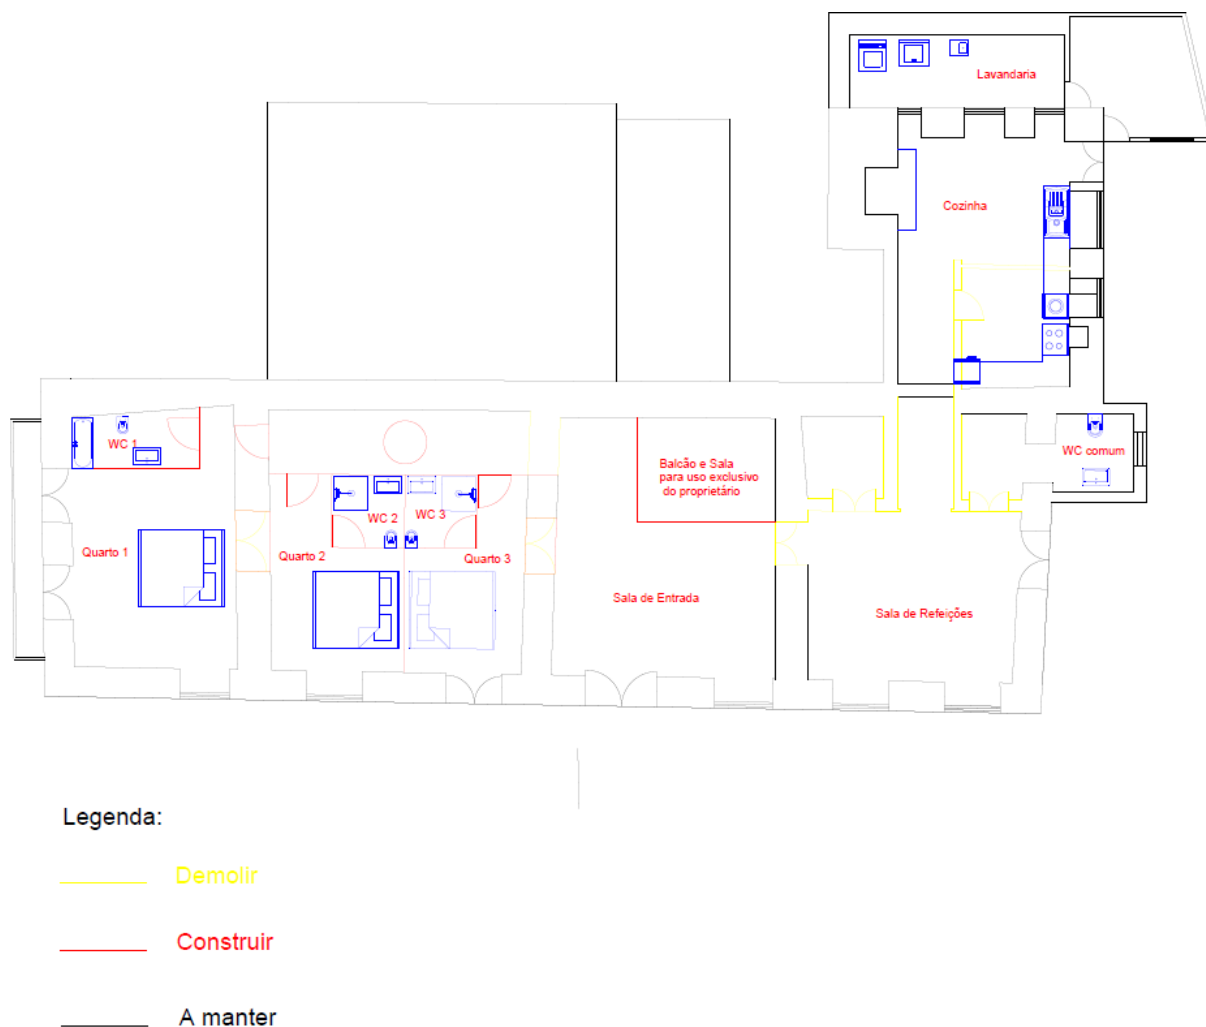 Lavandaria
Cozinha
WC 1
WC 2
WC 3
Balcão e Sala
para uso exclusivo
do proprietário
WC comum
Quarto 1
Quarto 2
Quarto 3
Sala de Entrada
Sala de Refeições
Legenda:
Demolir
Construir
A manter